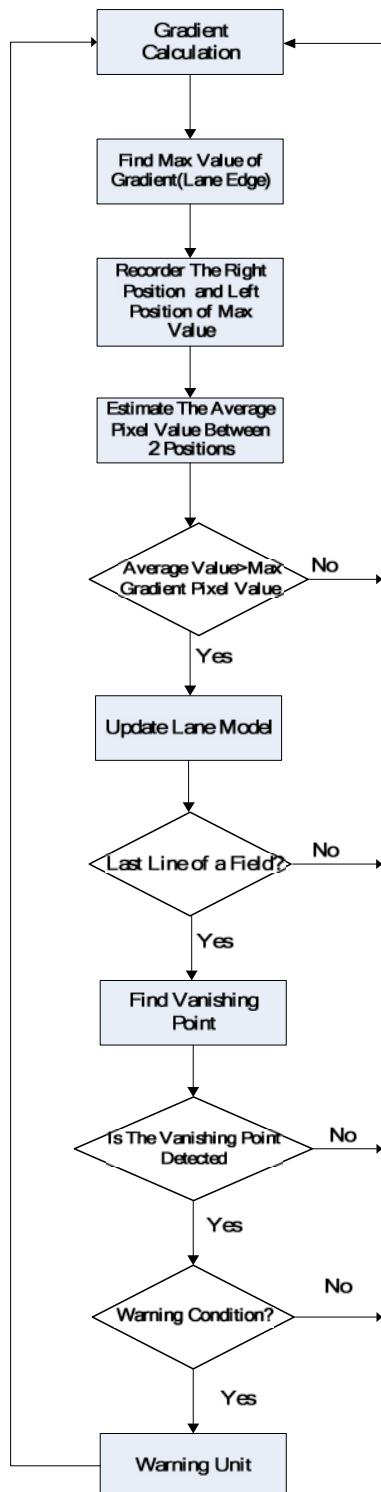 Gradient
Calculation
Find Max Value of
Gradient(Lane Edge)
Recorder The Right
Position and Left
Position of Max
Value
Estimate The Average
Pixel Value Between
2 Positions
Average Value>Max
Gradient Pixel Value
No
Yes
Update Lane Model
Last Line of a Field?
No
Yes
Find Vanishing
Point
Is The Vanishing Point
Detected
No
Yes
Warning Condition?
No
Yes
Warning Unit